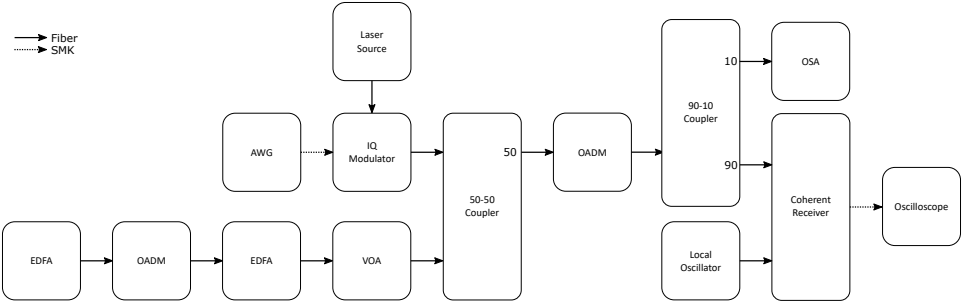 Fiber
SMK
Laser
Source
AWG
IQ
Modulator
50
50-50
Coupler
OADM
10
90-10
Coupler
90
OSA
Coherent
Receiver
Oscilloscope
EDFA
OADM
EDFA
VOA
Local
Oscillator